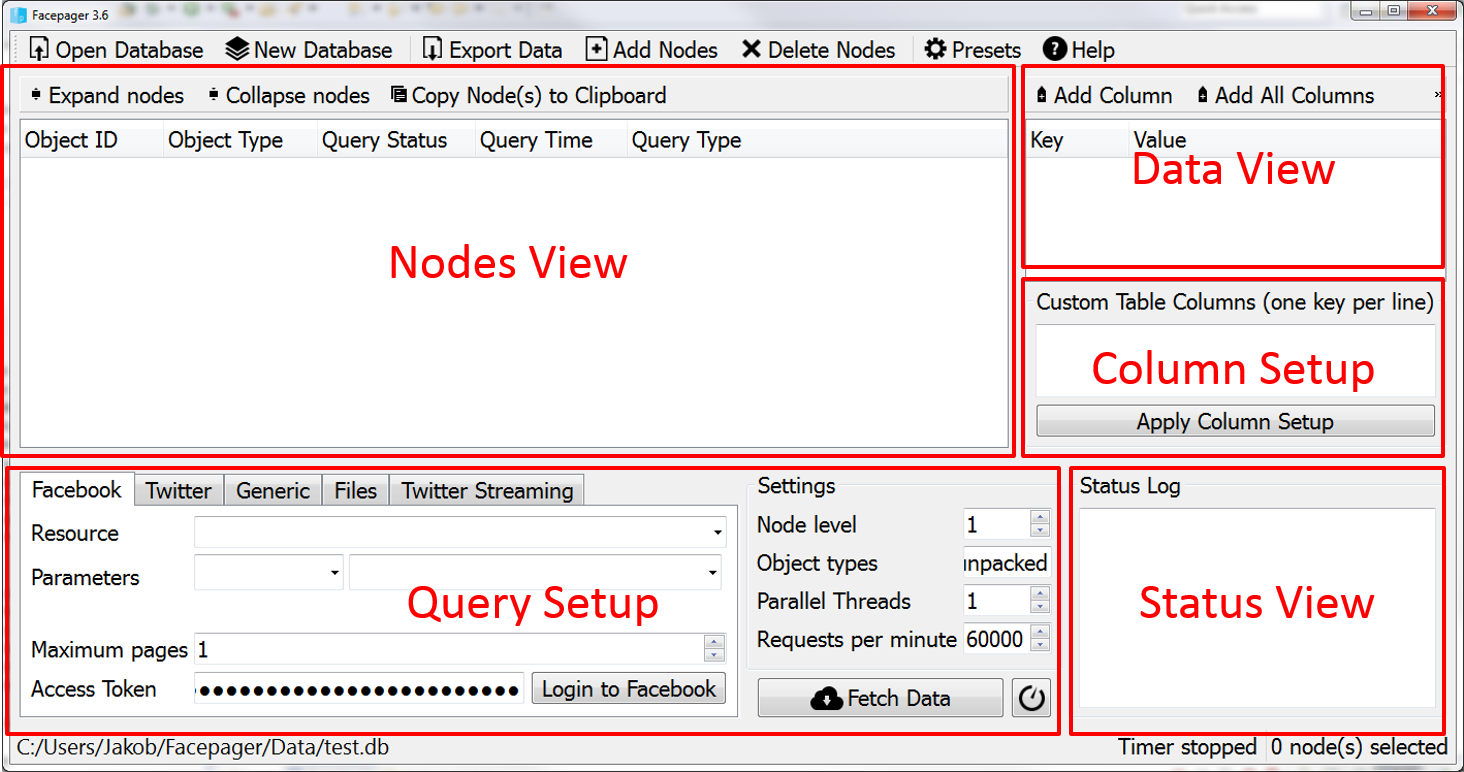 Facepager 3.6
Open Database New Database Export Data Add Nodes Delete Nodes Presets Help
Expand nodes Collapse nodes Copy Node(s) to Clipboard
Object ID Object Type Query Status Query Time Query Type
Nodes View
Add Column Add All Columns »
Key Value
Data View
Custom Table Columns (one key per line)
Column Setup
Apply Column Setup
Facebook Twitter Generic Files Twitter Streaming
Resource
Parameters
Query Setup
Maximum pages 1
Access Token ●●●●●●●●●●●●●●●●●●●●●●●●● Login to Facebook
Settings
Node level 1
Object types unpacked
Parallel Threads 1
Requests per minute 60000
Fetch Data
Status Log
Status View
C:/Users/Jakob/Facepager/Data/test.db
Timer stopped 0 node(s) selected